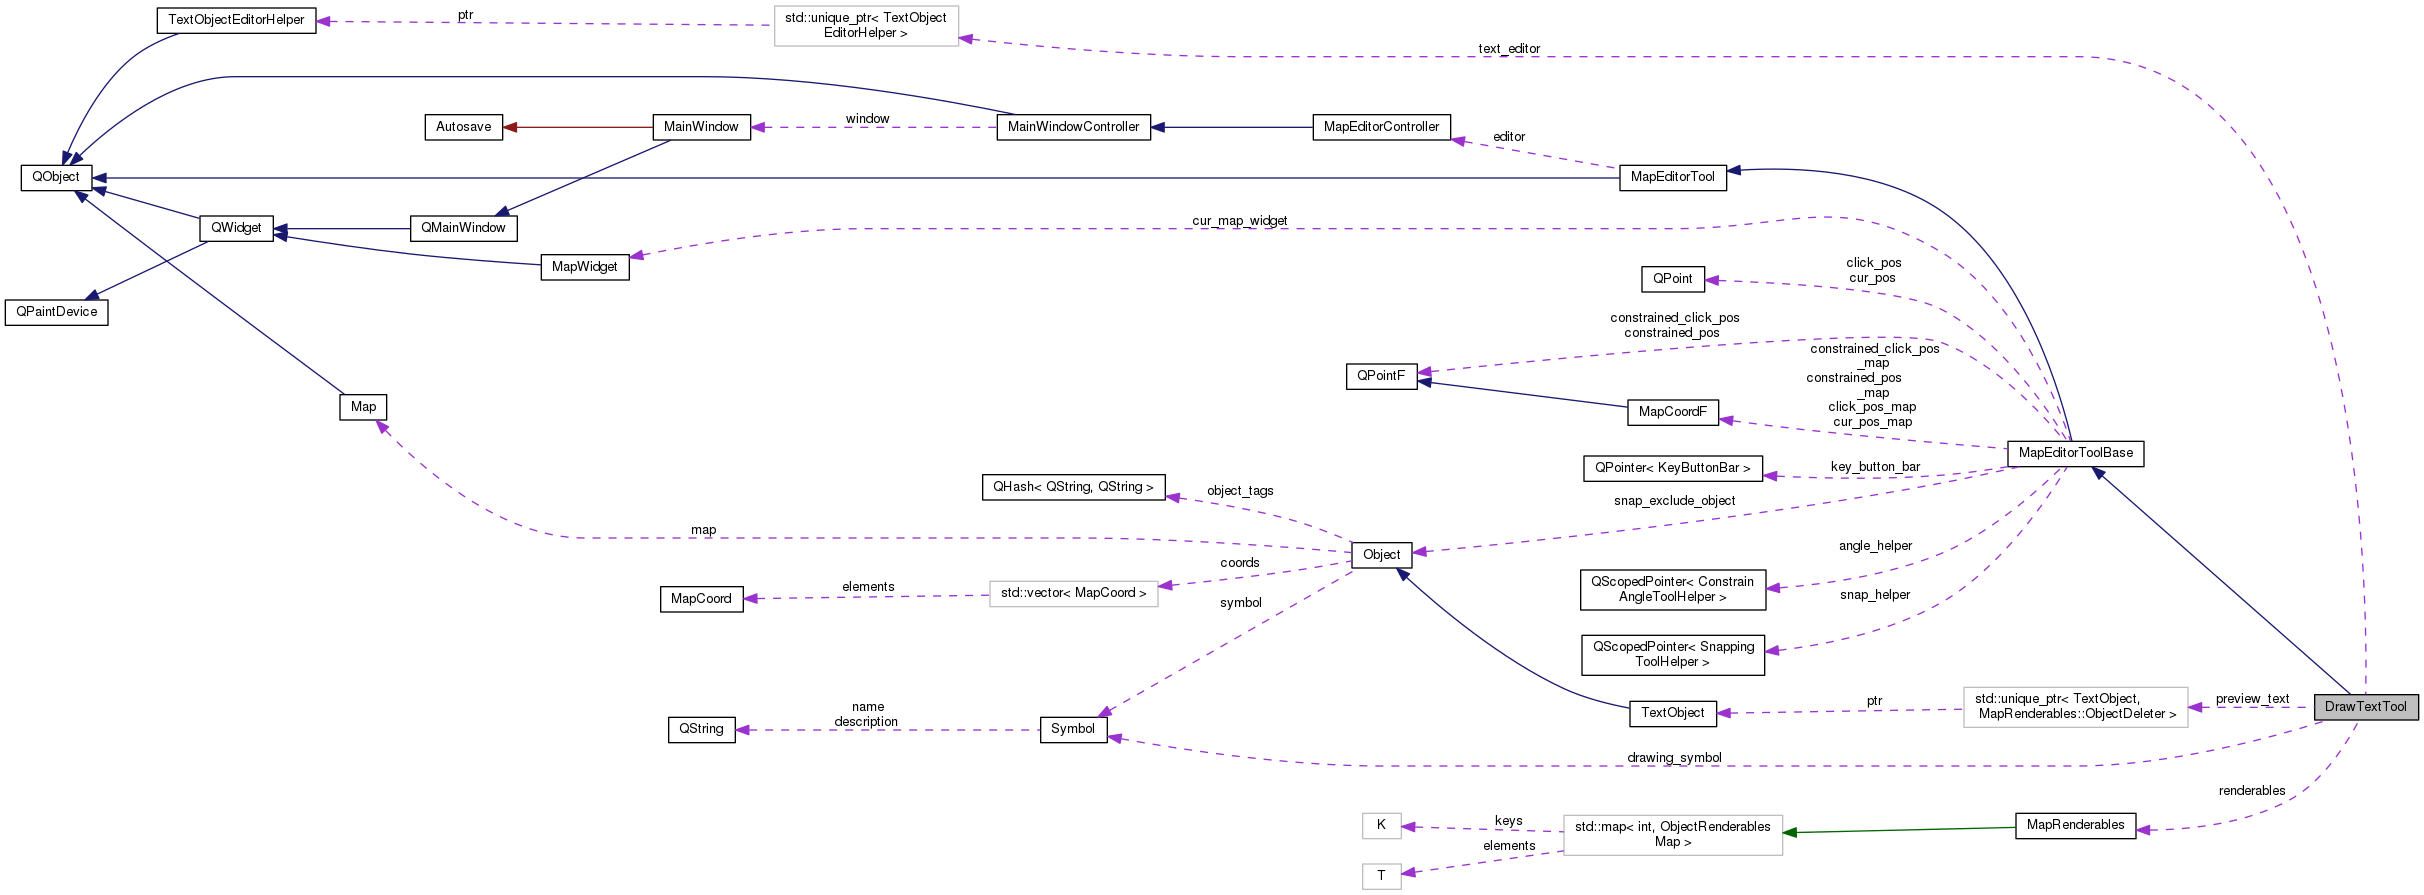 TextObjectEditorHelper
ptr
std::unique_ptr< TextObject
EditorHelper >
text_editor
Autosave
MainWindow
window
MainWindowController
MapEditorController
editor
QObject
MapEditorTool
QWidget
QMainWindow
cur_map_widget
MapWidget
QPaintDevice
QPoint
click_pos
cur_pos
constrained_click_pos
constrained_pos
QPointF
constrained_click_pos
_map
constrained_pos
_map
click_pos_map
cur_pos_map
Map
MapCoordF
MapEditorToolBase
QPointer< KeyButtonBar >
key_button_bar
QHash< QString, QString >
object_tags
snap_exclude_object
map
Object
angle_helper
coords
MapCoord
elements
std::vector< MapCoord >
QScopedPointer< Constrain
AngleToolHelper >
symbol
snap_helper
QScopedPointer< Snapping
ToolHelper >
QString
name
description
Symbol
TextObject
ptr
std::unique_ptr< TextObject,
MapRenderables::ObjectDeleter >
preview_text
DrawTextTool
drawing_symbol
renderables
K
keys
std::map< int, ObjectRenderables
Map >
MapRenderables
elements
T